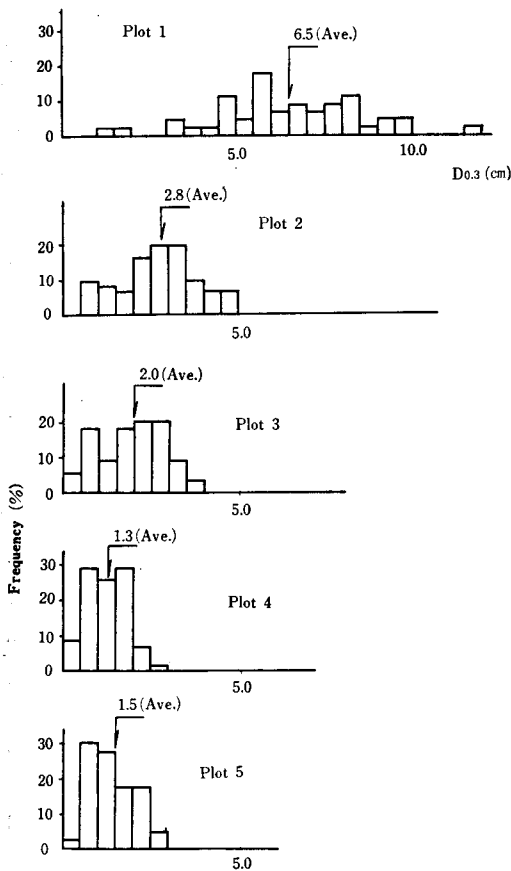 Plot 1
6.5 (Ave.)
30
20
10
0
5.0
10.0
D0.3 (cm)
2.8 (Ave.)
Plot 2
20
10
0
5.0
2.0 (Ave.)
Plot 3
20
10
0
5.0
Frequency (%)
1.3 (Ave.)
Plot 4
30
20
10
0
5.0
1.5 (Ave.)
Plot 5
30
20
10
0
5.0